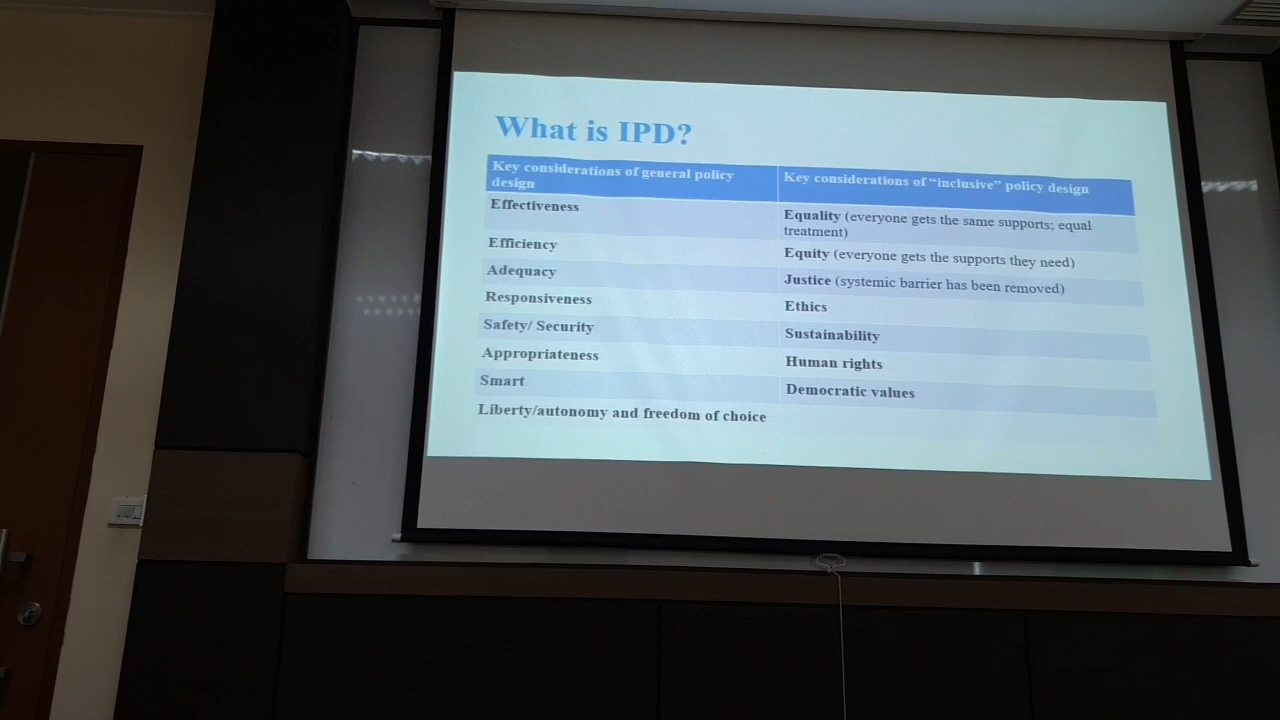 What is IPD?
Key considerations of general policy
design
Key considerations of “inclusive” policy design
Effectiveness
Equality (everyone gets the same supports; equal
treatment)
Efficiency
Equity (everyone gets the supports they need)
Adequacy
Justice (systemic barrier has been removed)
Responsiveness
Ethics
Safety/ Security
Sustainability
Appropriateness
Human rights
Smart
Democratic values
Liberty/autonomy and freedom of choice